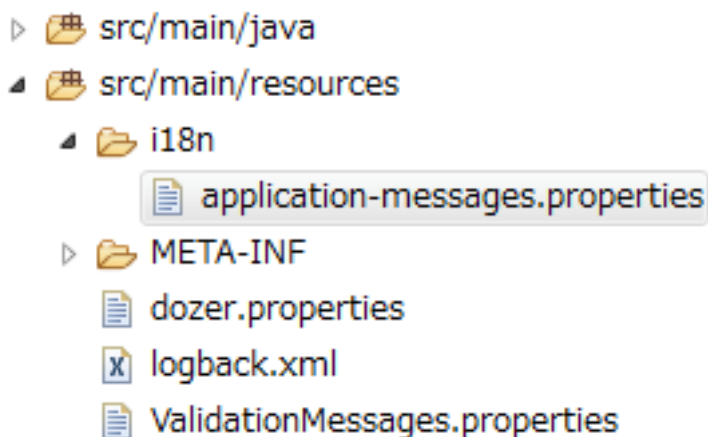 src/main/java
src/main/resources
i18n
application-messages.properties
META-INF
dozer.properties
logback.xml
ValidationMessages.properties